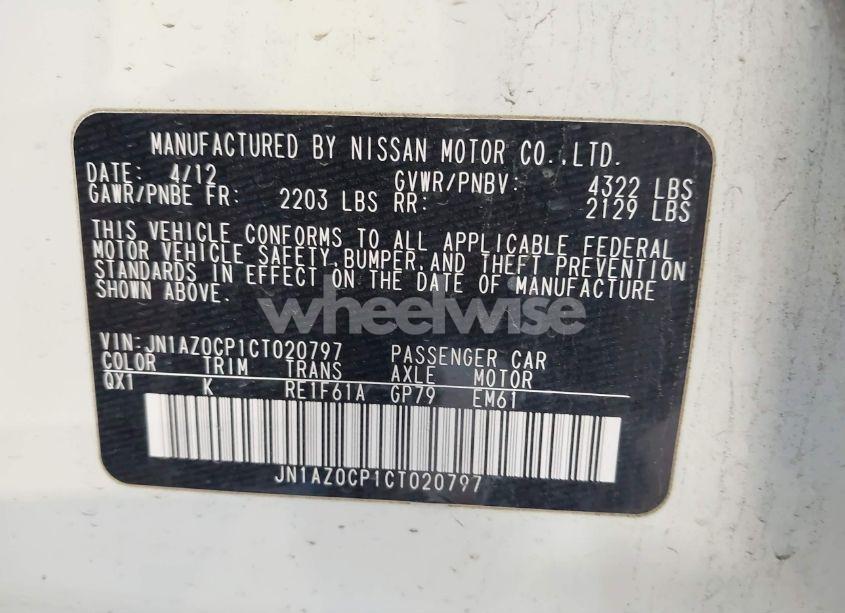 MANUFACTURED BY NISSAN MOTOR CO.,LTD.
DATE: 4/12 GVWR/PNBV: 4322 LBS
GAWR/PNBE FR: 2203 LBS RR: 2129 LBS
THIS VEHICLE CONFORMS TO ALL APPLICABLE FEDERAL
MOTOR VEHICLE SAFETY,BUMPER,AND THEFT PREVENTION
STANDARDS IN EFFECT ON THE DATE OF MANUFACTURE
SHOWN ABOVE.
wheelwise
VIN:JN1AZ0CP1CT020797 PASSENGER CAR
COLOR TRIM TRANS AXLE MOTOR
QX1 K RE1F61A GP79 EM61
JN1AZ0CP1CT020797